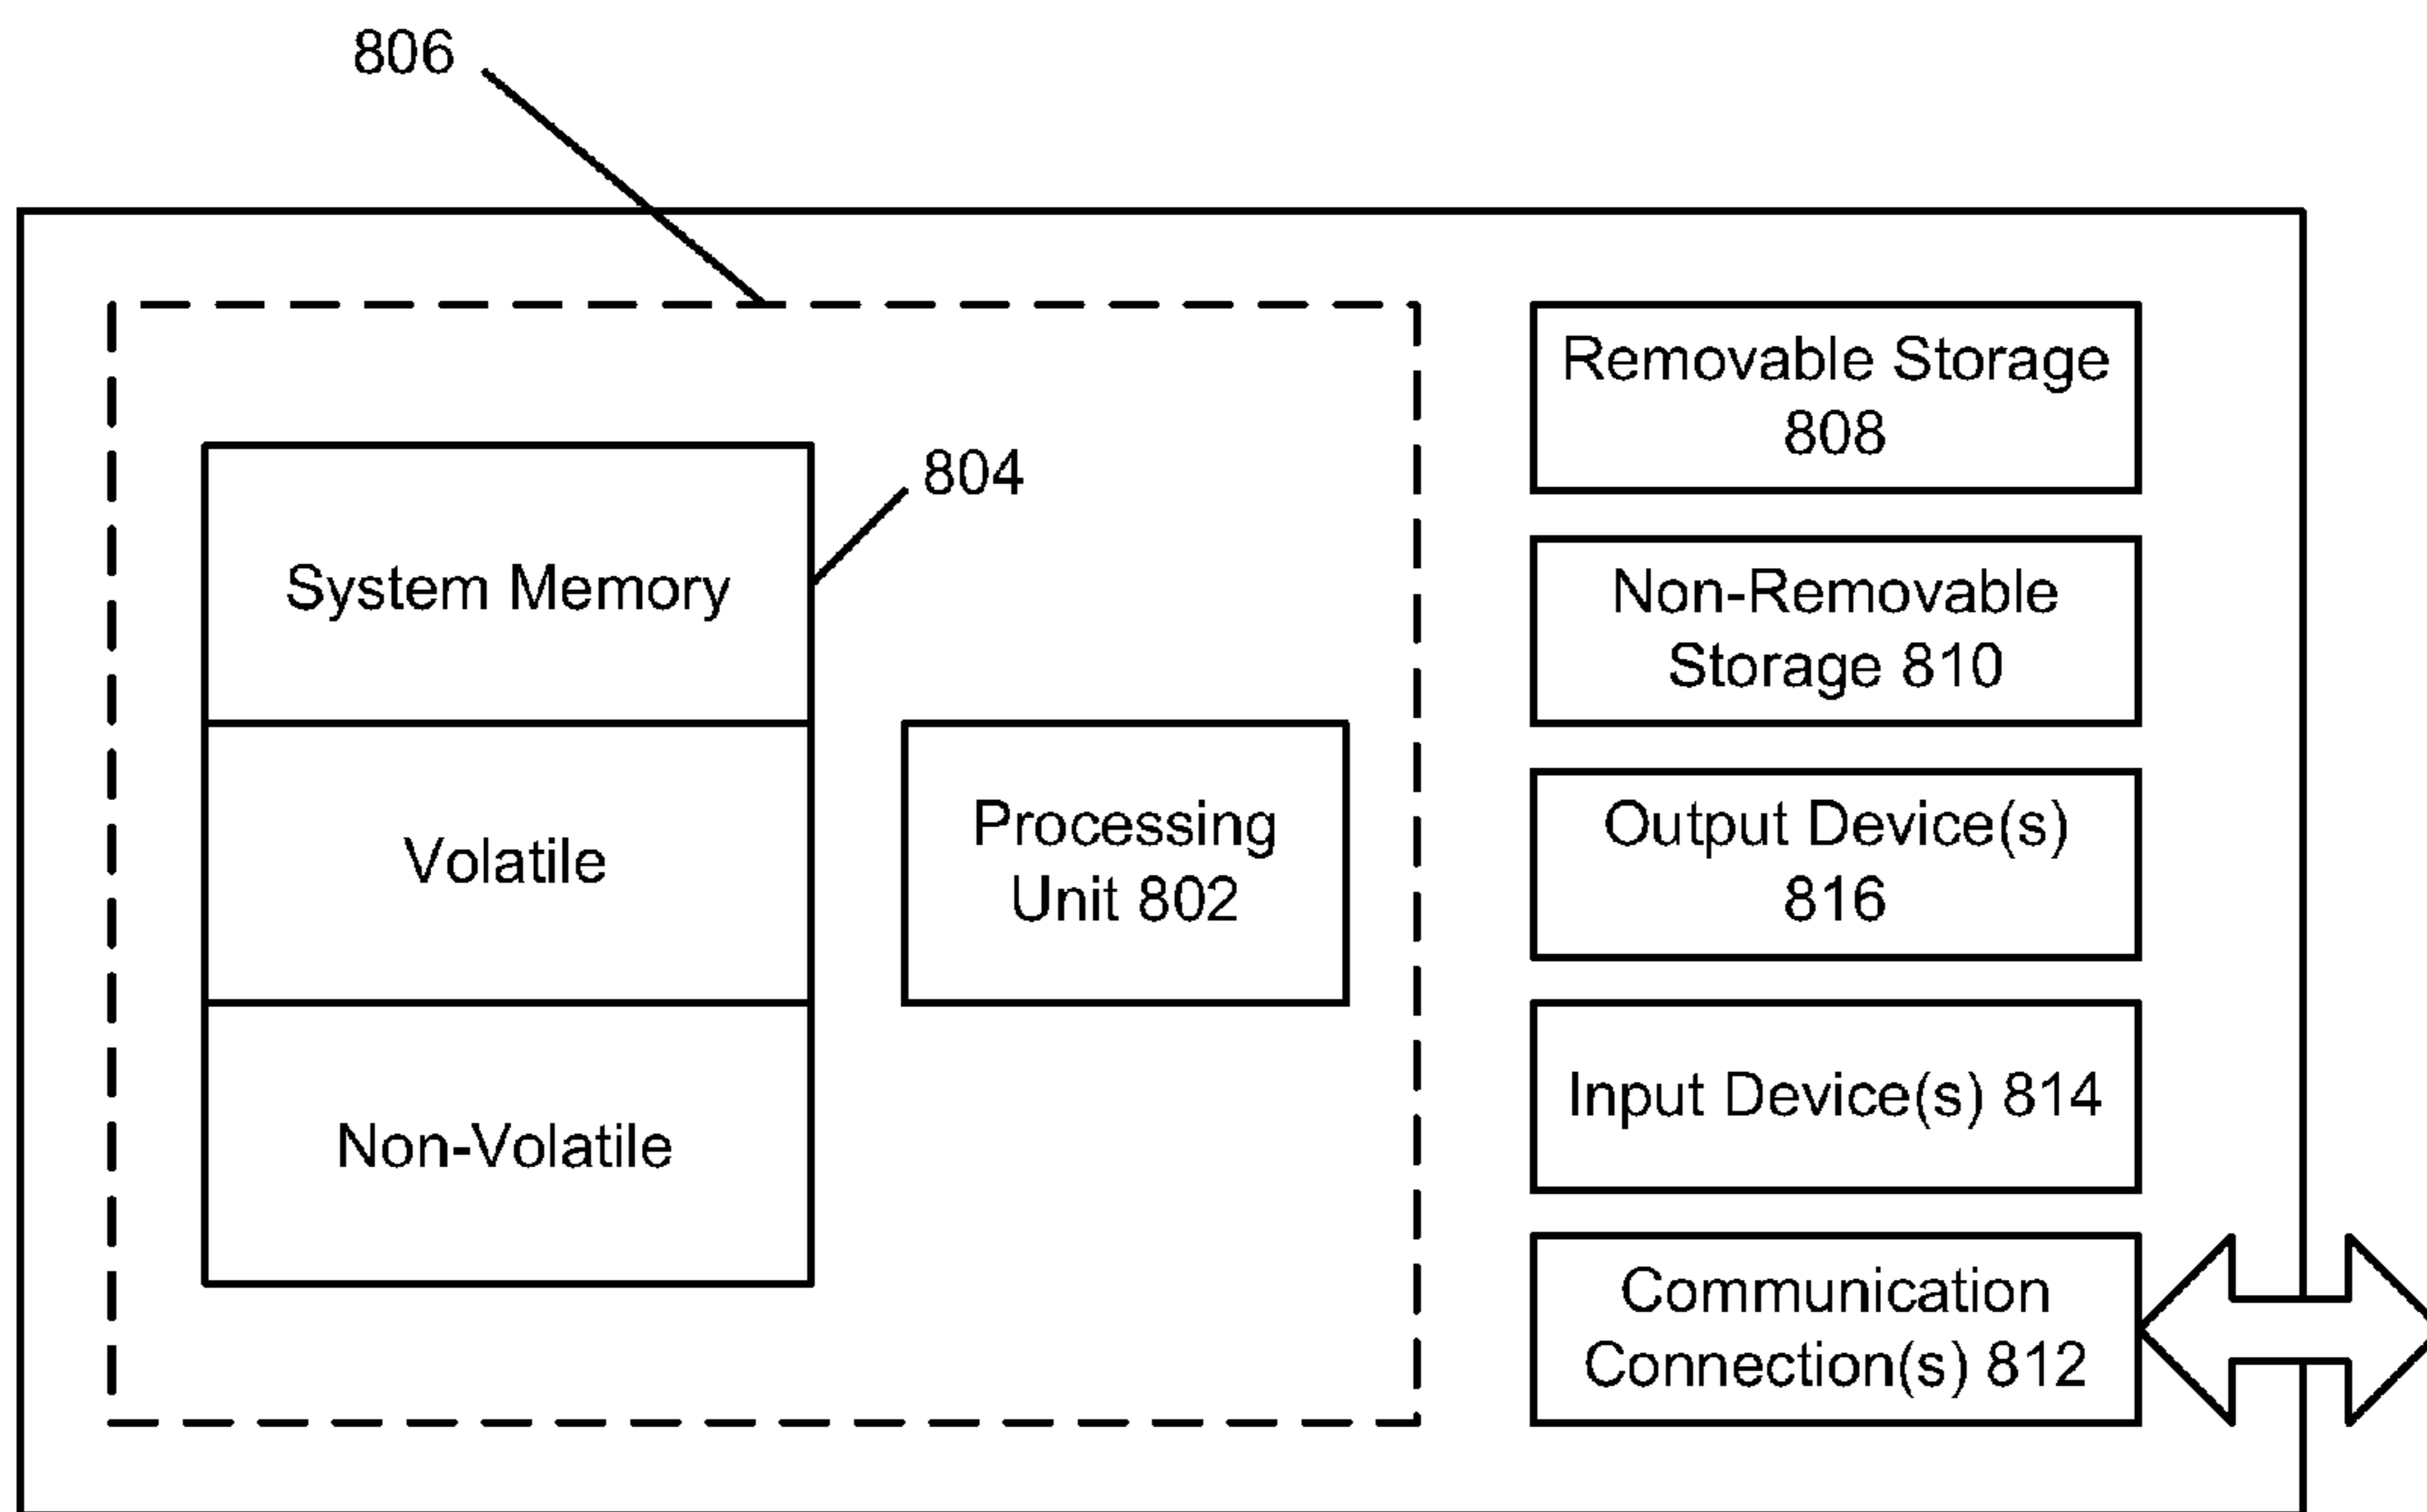 806
804
System Memory
Volatile
Non-Volatile
Processing
Unit 802
Removable Storage
808
Non-Removable
Storage 810
Output Device(s)
816
Input Device(s) 814
Communication
Connection(s) 812